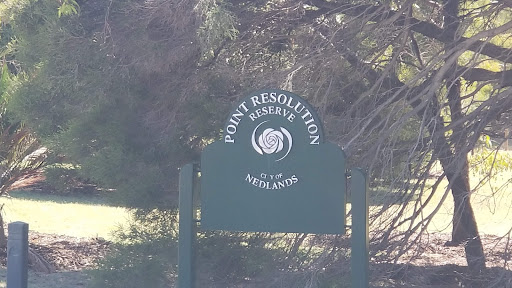 POINT RESOLUTION
RESERVE
CITY OF
NEDLANDS